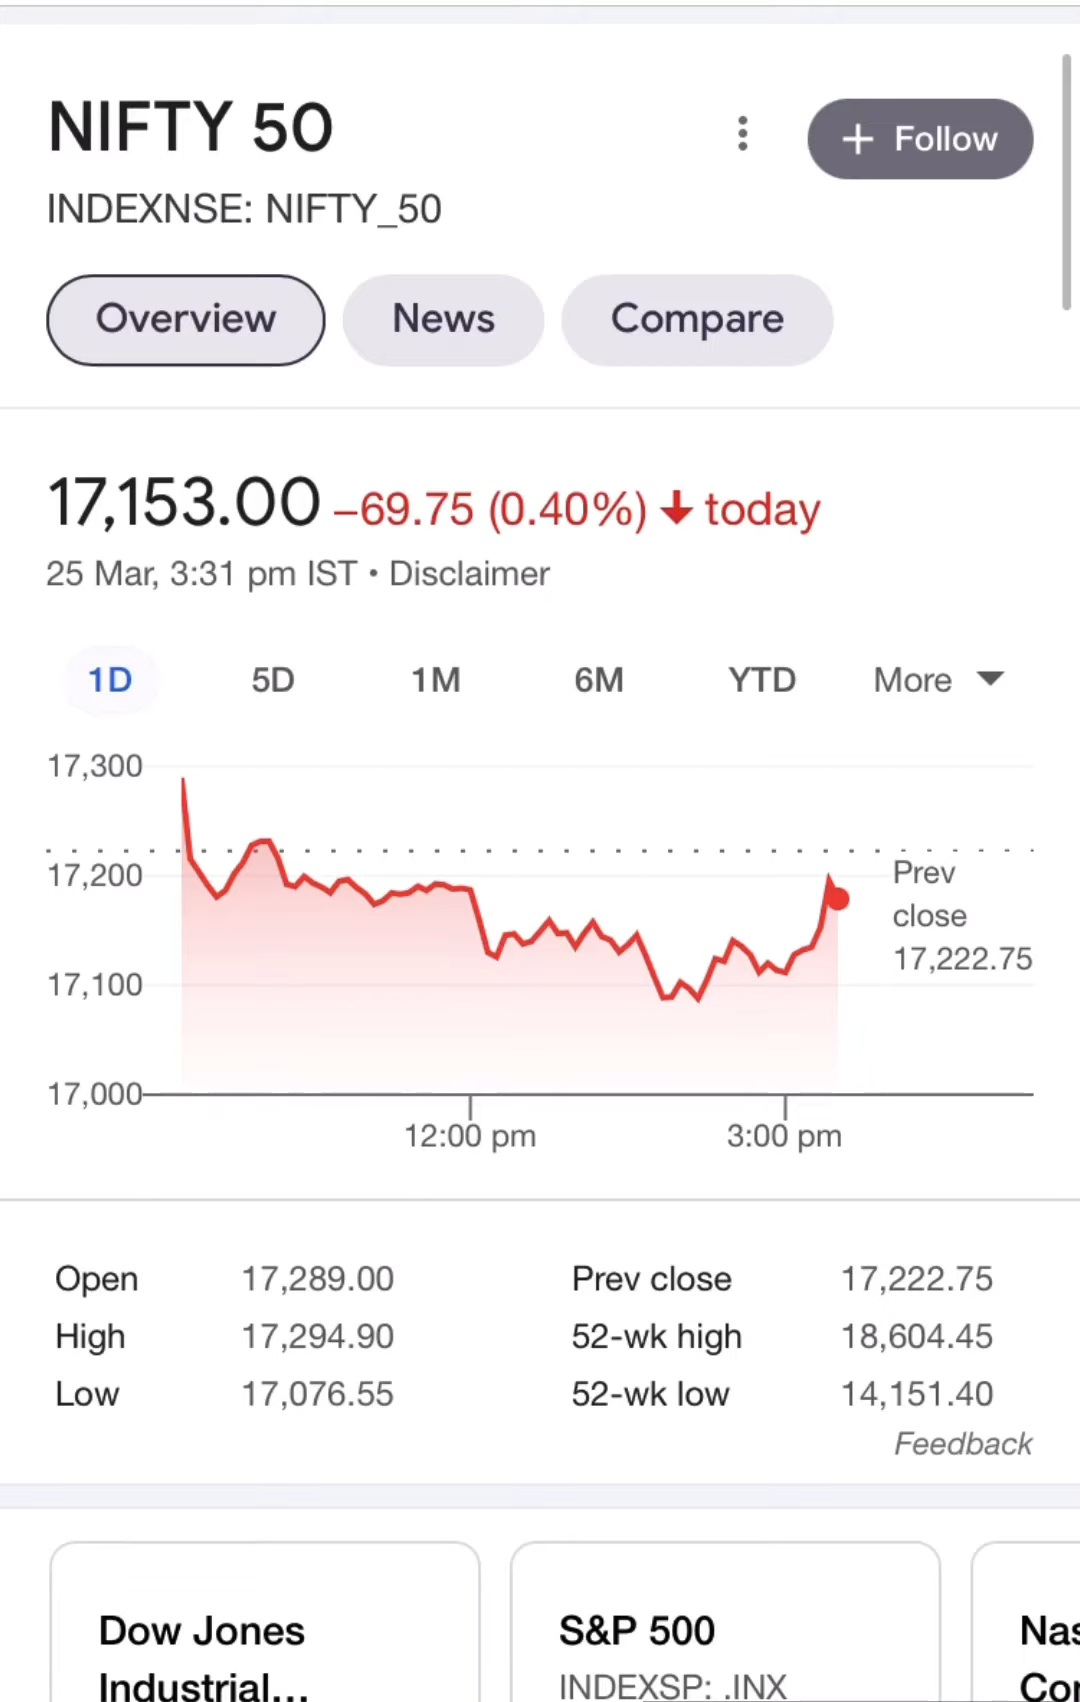 NIFTY 50
+ Follow
INDEXNSE: NIFTY_50
Overview News Compare
17,153.00 –69.75 (0.40%) ↓ today
25 Mar, 3:31 pm IST • Disclaimer
1D 5D 1M 6M YTD More
17,300
17,200
17,100
17,000
Prev
close
17,222.75
12:00 pm 3:00 pm
Open 17,289.00 Prev close 17,222.75
High 17,294.90 52-wk high 18,604.45
Low 17,076.55 52-wk low 14,151.40
Feedback
Dow Jones
Industrial...
S&P 500
INDEXSP: .INX
Nas
Con